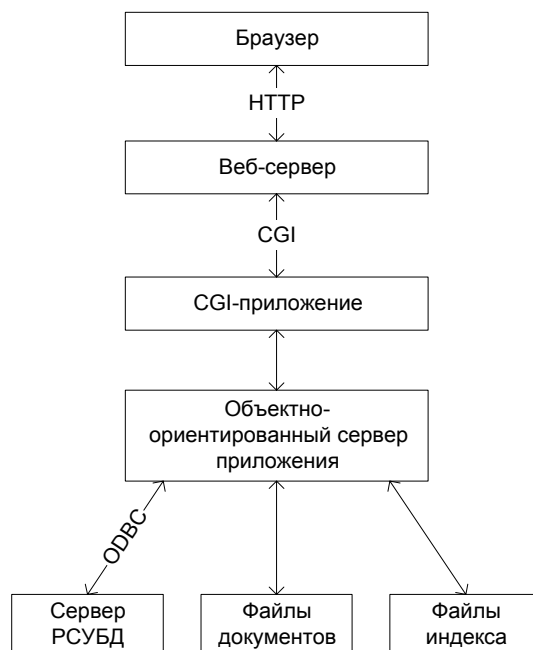 Браузер
HTTP
Веб-сервер
CGI
CGI-приложение
Объектно-
ориентированный сервер
приложения
ODBC
Сервер
РСУБД
Файлы
документов
Файлы
индекса